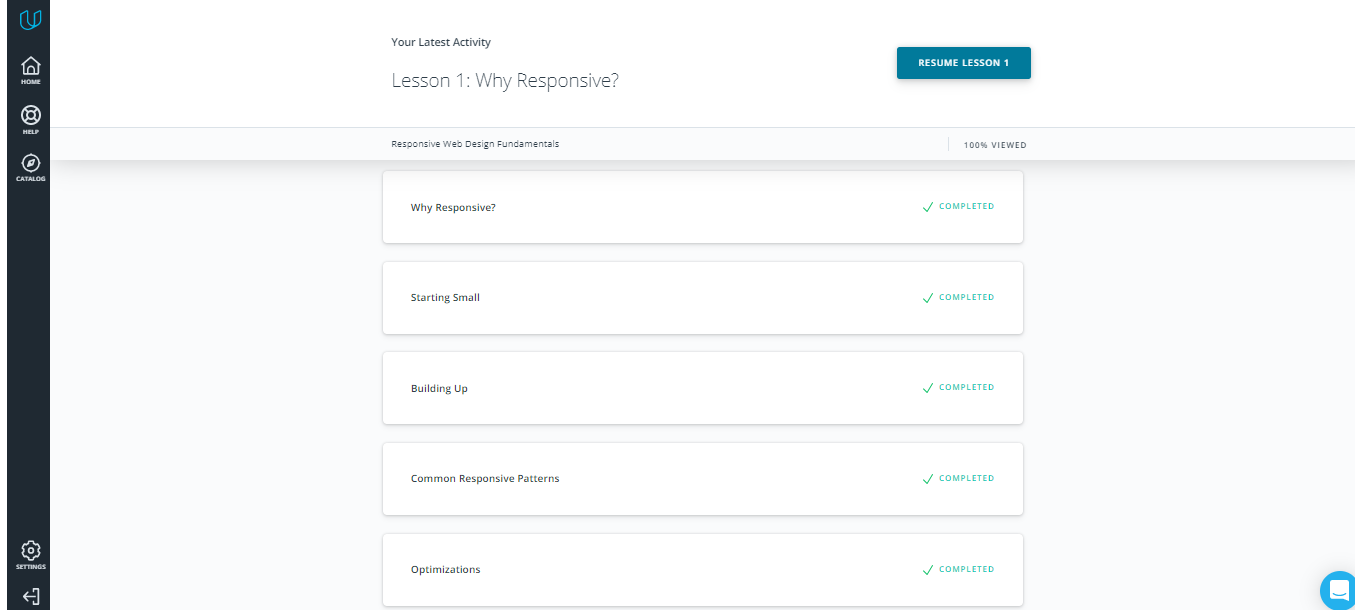 HOME
HELP
CATALOG
SETTINGS
Your Latest Activity
Lesson 1: Why Responsive?
RESUME LESSON 1
Responsive Web Design Fundamentals
100% VIEWED
Why Responsive?
COMPLETED
Starting Small
COMPLETED
Building Up
COMPLETED
Common Responsive Patterns
COMPLETED
Optimizations
COMPLETED